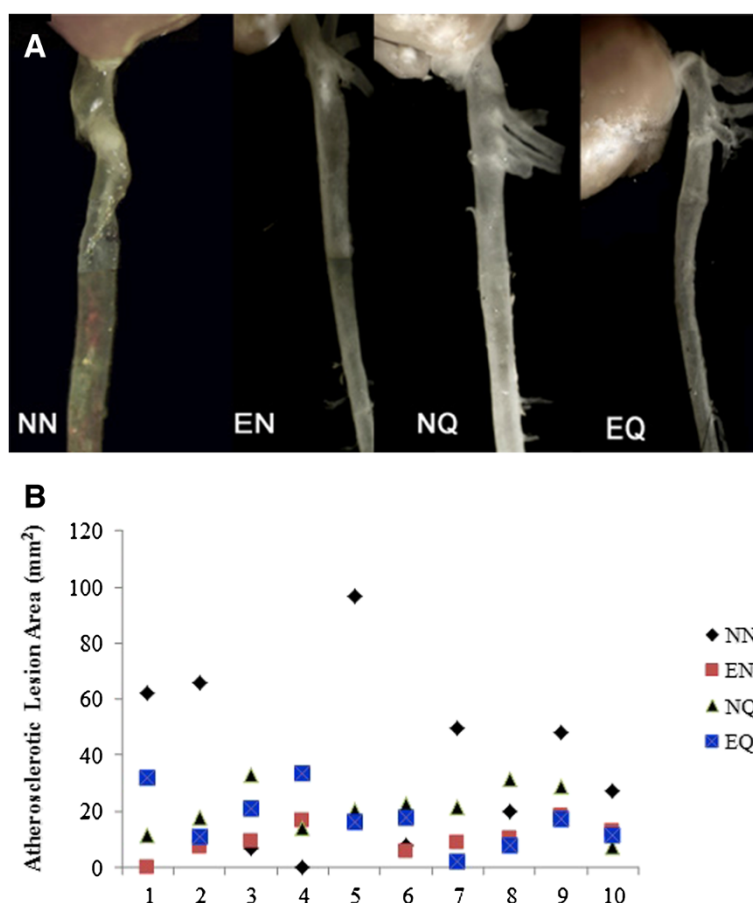 A
NN
EN
NQ
EQ
B
Atherosclerotic Lesion Area (mm²)
120
100
80
60
40
20
0
1 2 3 4 5 6 7 8 9 10
NN
EN
NQ
EQ